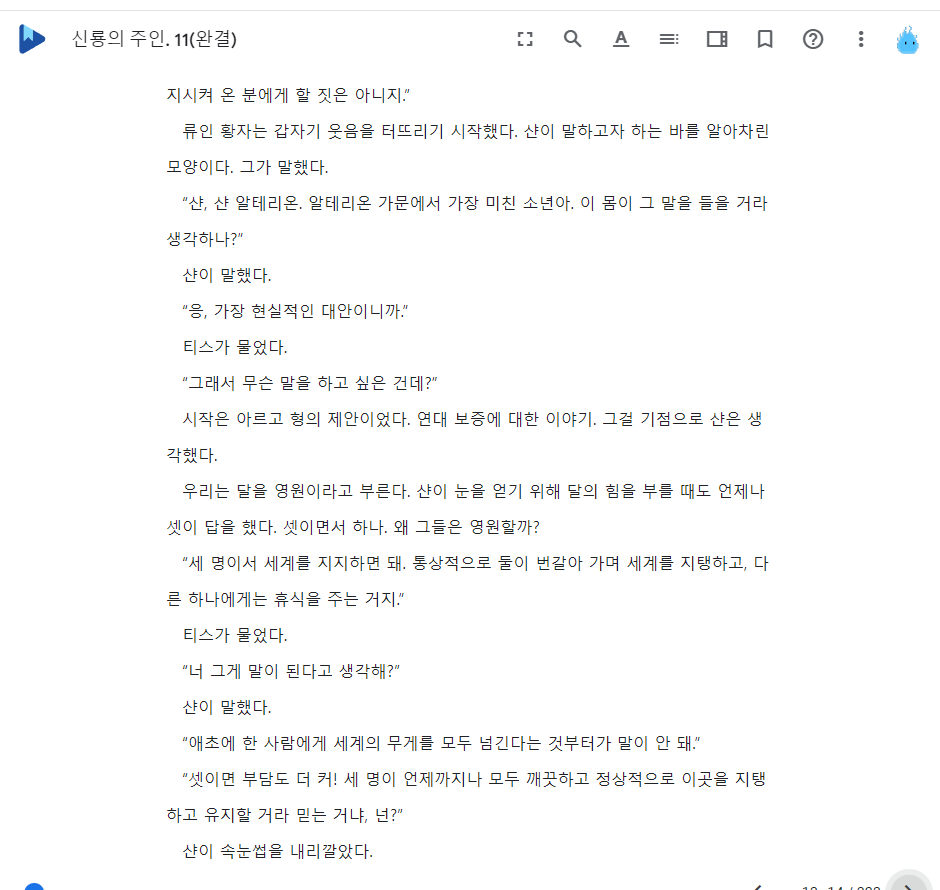 신룡의 주인. 11(완결)
지시켜 온 분에게 할 짓은 아니지.”
류인 황자는 갑자기 웃음을 터뜨리기 시작했다. 샨이 말하고자 하는 바를 알아차린
모양이다. 그가 말했다.
“샨, 샨 알테리온. 알테리온 가문에서 가장 미친 소년아. 이 몸이 그 말을 들을 거라
생각하나?”
샨이 말했다.
“응, 가장 현실적인 대안이니까.”
티스가 물었다.
“그래서 무슨 말을 하고 싶은 건데?”
시작은 아르고 형의 제안이었다. 연대 보증에 대한 이야기. 그걸 기점으로 샨은 생
각했다.
우리는 달을 영원이라고 부른다. 샨이 눈을 얻기 위해 달의 힘을 부를 때도 언제나
셋이 답을 했다. 셋이면서 하나. 왜 그들은 영원할까?
“세 명이서 세계를 지지하면 돼. 통상적으로 둘이 번갈아 가며 세계를 지탱하고, 다
른 하나에게는 휴식을 주는 거지.”
티스가 물었다.
“너 그게 말이 된다고 생각해?”
샨이 말했다.
“애초에 한 사람에게 세계의 무게를 모두 넘긴다는 것부터가 말이 안 돼.”
“셋이면 부담도 더 커! 세 명이 언제까지나 모두 깨끗하고 정상적으로 이곳을 지탱
하고 유지할 거라 믿는 거냐, 넌?”
샨이 속눈썹을 내리깔았다.